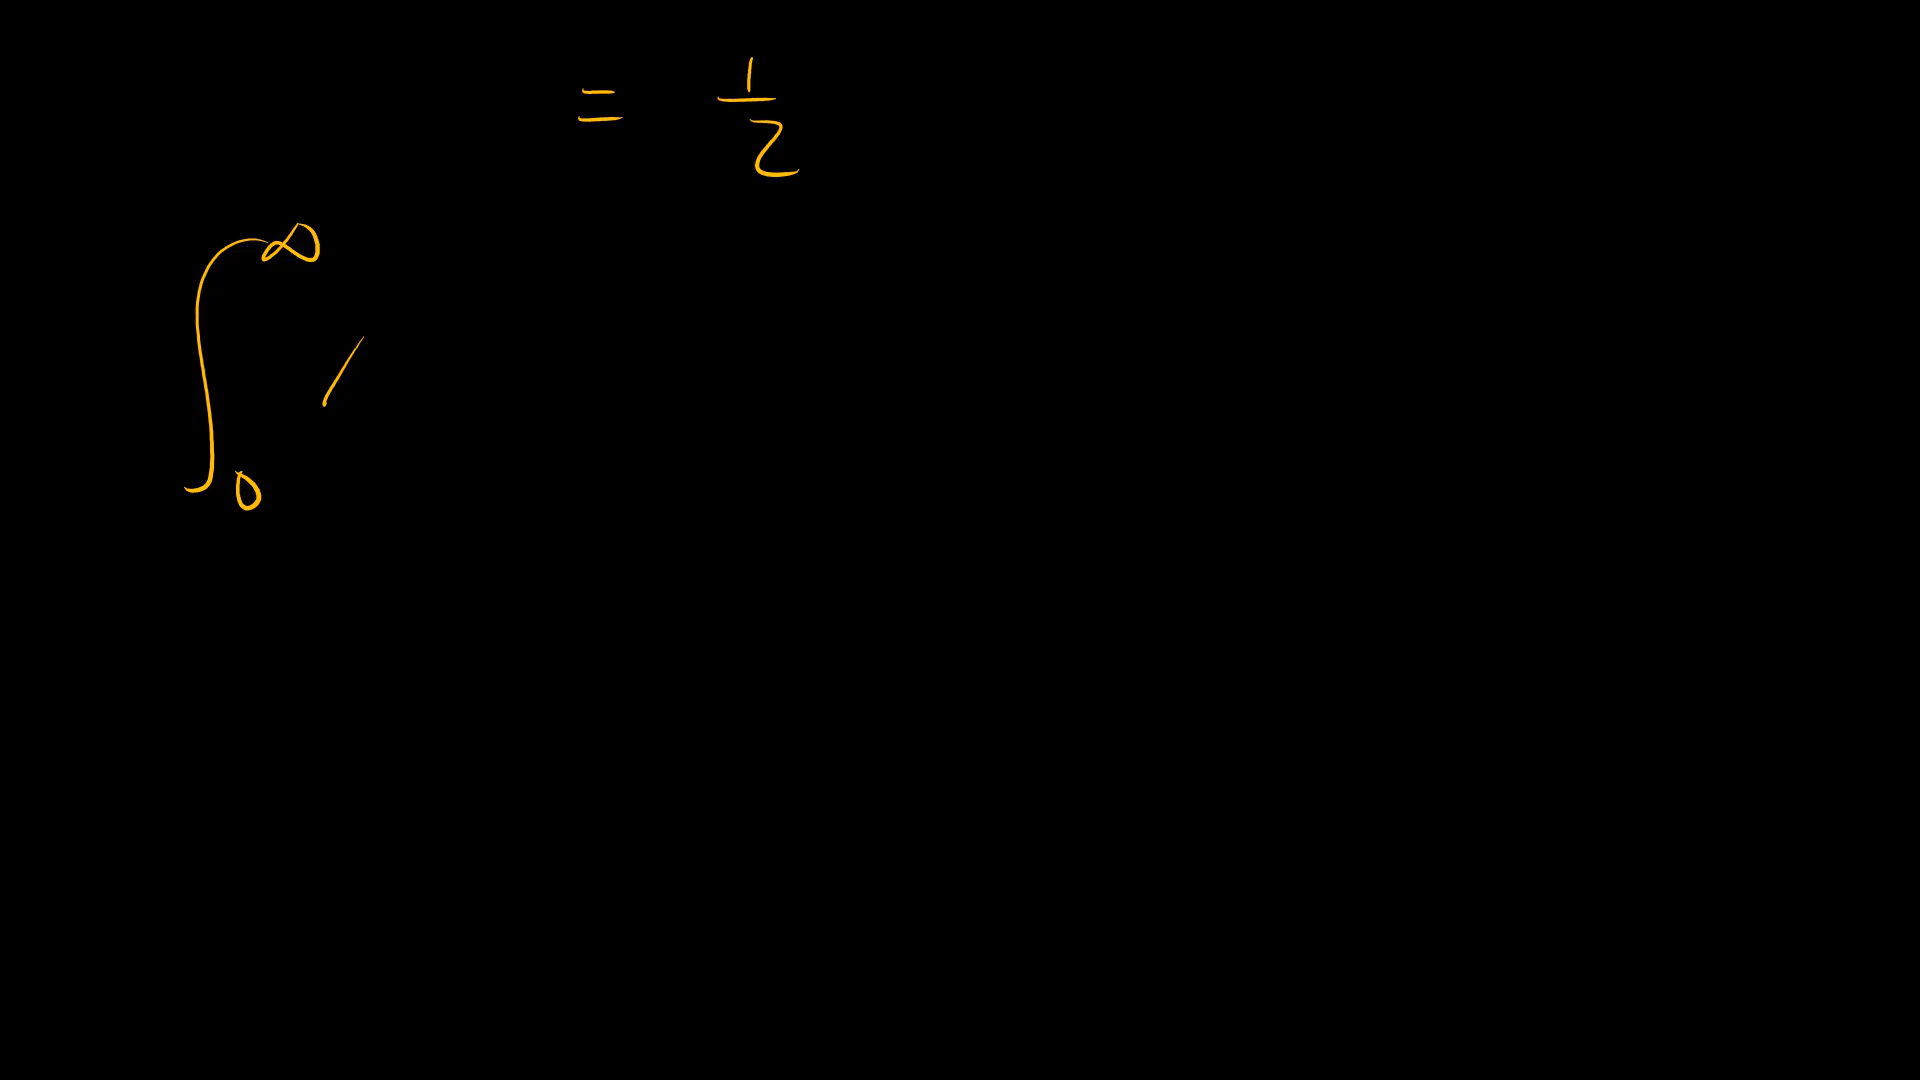 = 1/2
∫₀^∞ /